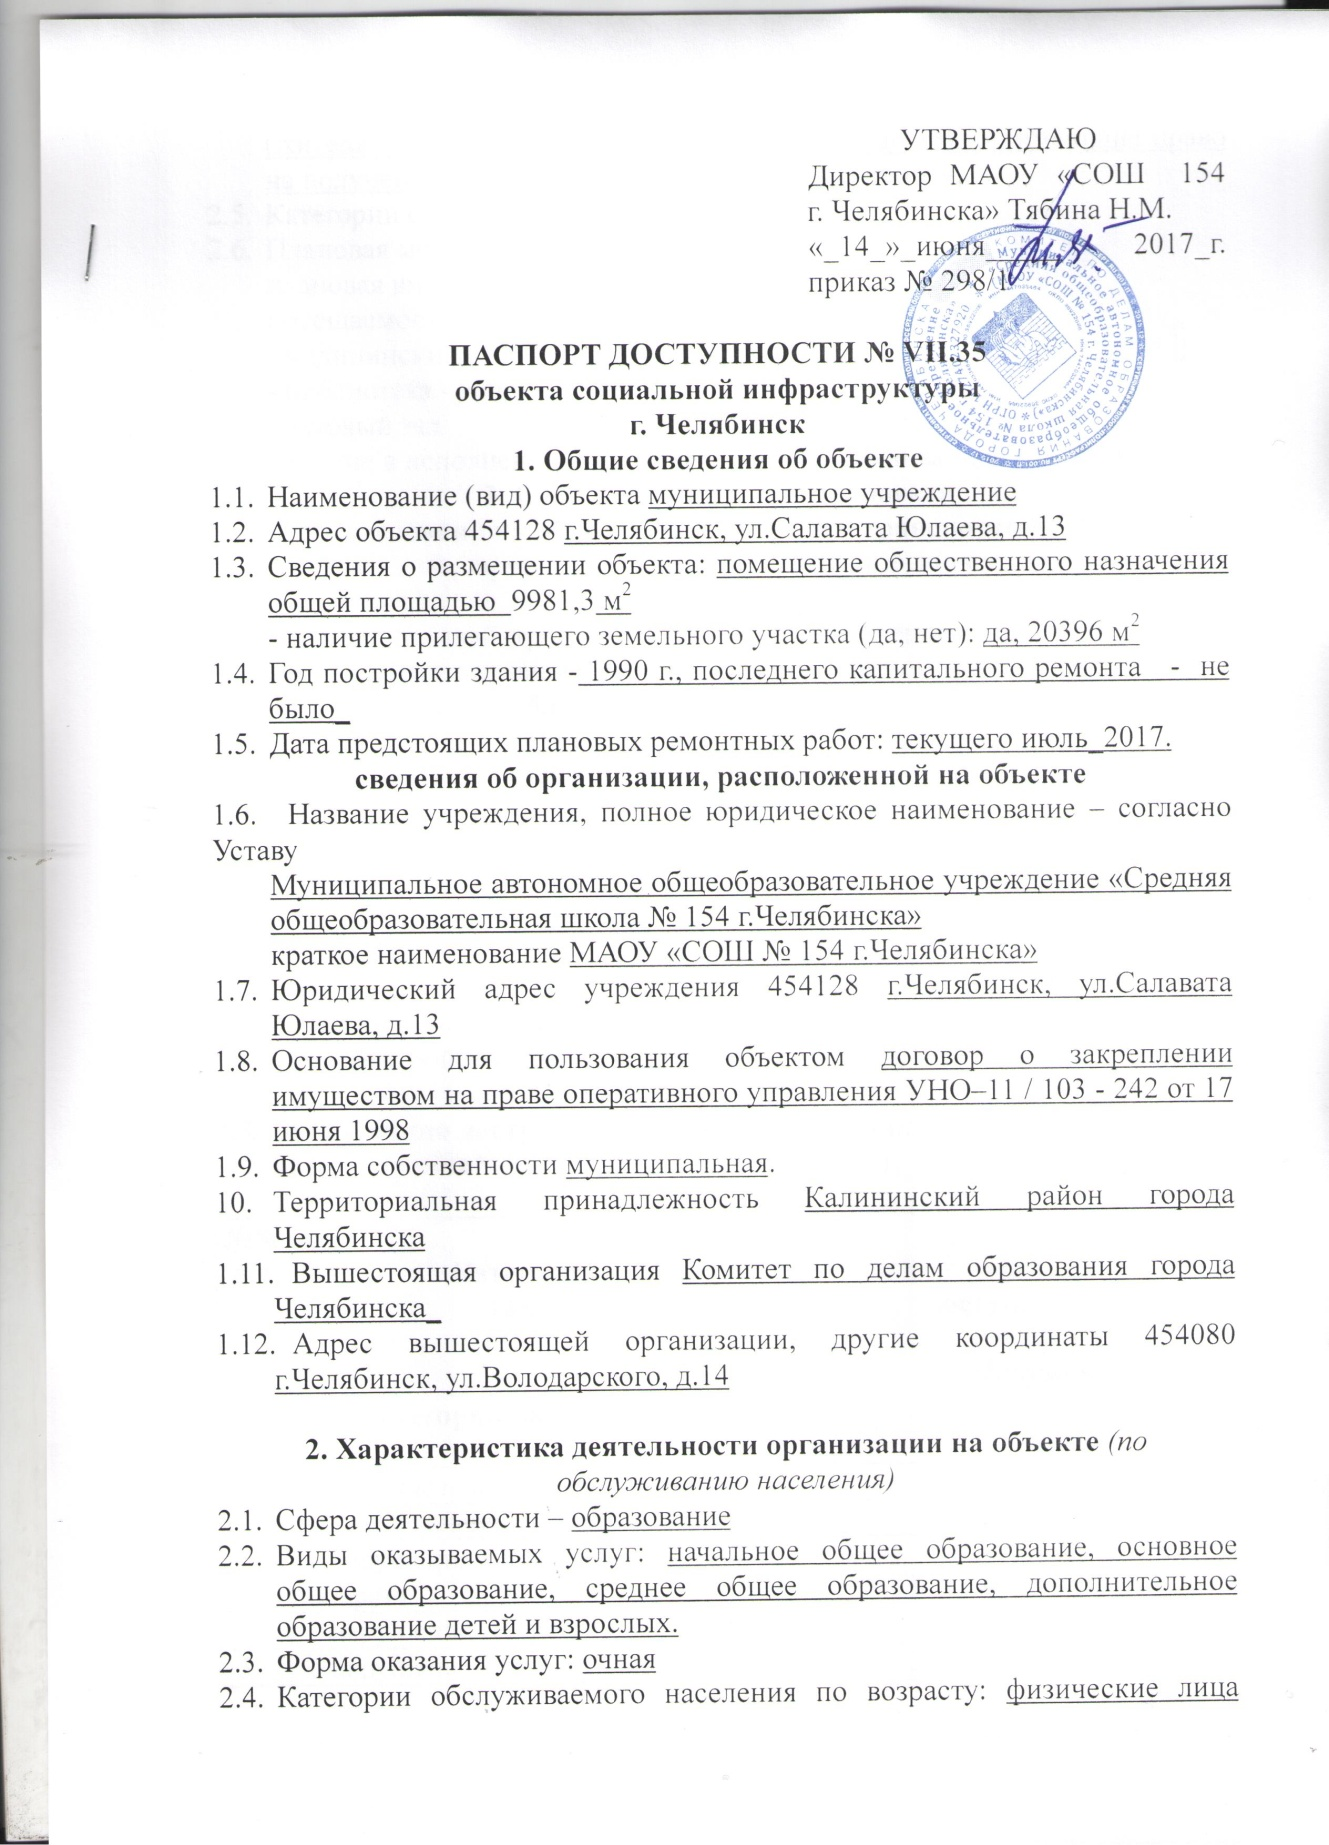 УТВЕРЖДАЮ
Директор МАОУ «СОШ 154
г. Челябинска» Тябина Н.М.
«_14_»_июня 2017_г.
приказ № 298/1
ПАСПОРТ ДОСТУПНОСТИ № VII.35
объекта социальной инфраструктуры
г. Челябинск
1. Общие сведения об объекте
1.1. Наименование (вид) объекта муниципальное учреждение
1.2. Адрес объекта 454128 г.Челябинск, ул.Салавата Юлаева, д.13
1.3. Сведения о размещении объекта: помещение общественного назначения
общей площадью 9981,3 м²
- наличие прилегающего земельного участка (да, нет): да, 20396 м²
1.4. Год постройки здания - 1990 г., последнего капитального ремонта - не
было_
1.5. Дата предстоящих плановых ремонтных работ: текущего июль_2017.
сведения об организации, расположенной на объекте
1.6. Название учреждения, полное юридическое наименование – согласно
Уставу
Муниципальное автономное общеобразовательное учреждение «Средняя
общеобразовательная школа № 154 г.Челябинска»
краткое наименование МАОУ «СОШ № 154 г.Челябинска»
1.7. Юридический адрес учреждения 454128 г.Челябинск, ул.Салавата
Юлаева, д.13
1.8. Основание для пользования объектом договор о закреплении
имуществом на праве оперативного управления УНО–11 / 103 - 242 от 17
июня 1998
1.9. Форма собственности муниципальная.
10. Территориальная принадлежность Калининский район города
Челябинска
1.11. Вышестоящая организация Комитет по делам образования города
Челябинска_
1.12. Адрес вышестоящей организации, другие координаты 454080
г.Челябинск, ул.Володарского, д.14
2. Характеристика деятельности организации на объекте (по
обслуживанию населения)
2.1. Сфера деятельности – образование
2.2. Виды оказываемых услуг: начальное общее образование, основное
общее образование, среднее общее образование, дополнительное
образование детей и взрослых.
2.3. Форма оказания услуг: очная
2.4. Категории обслуживаемого населения по возрасту: физические лица